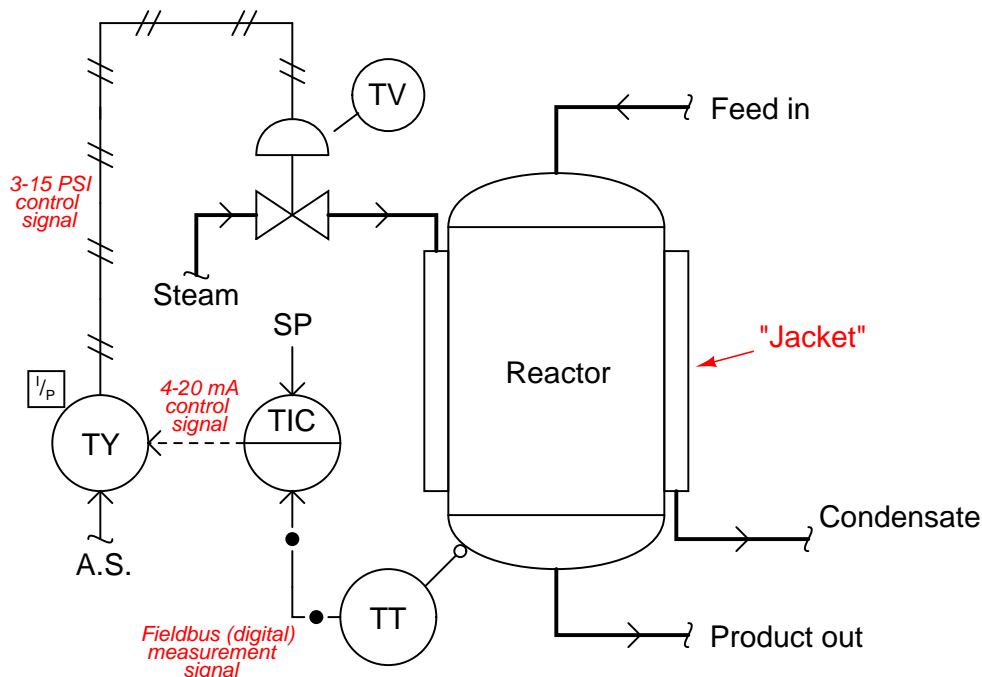 TV
Feed in
3-15 PSI
control
signal
Steam
SP
"Jacket"
Reactor
I/P
4-20 mA
control
signal
TIC
TY
Condensate
A.S.
TT
Fieldbus (digital)
measurement
signal
Product out